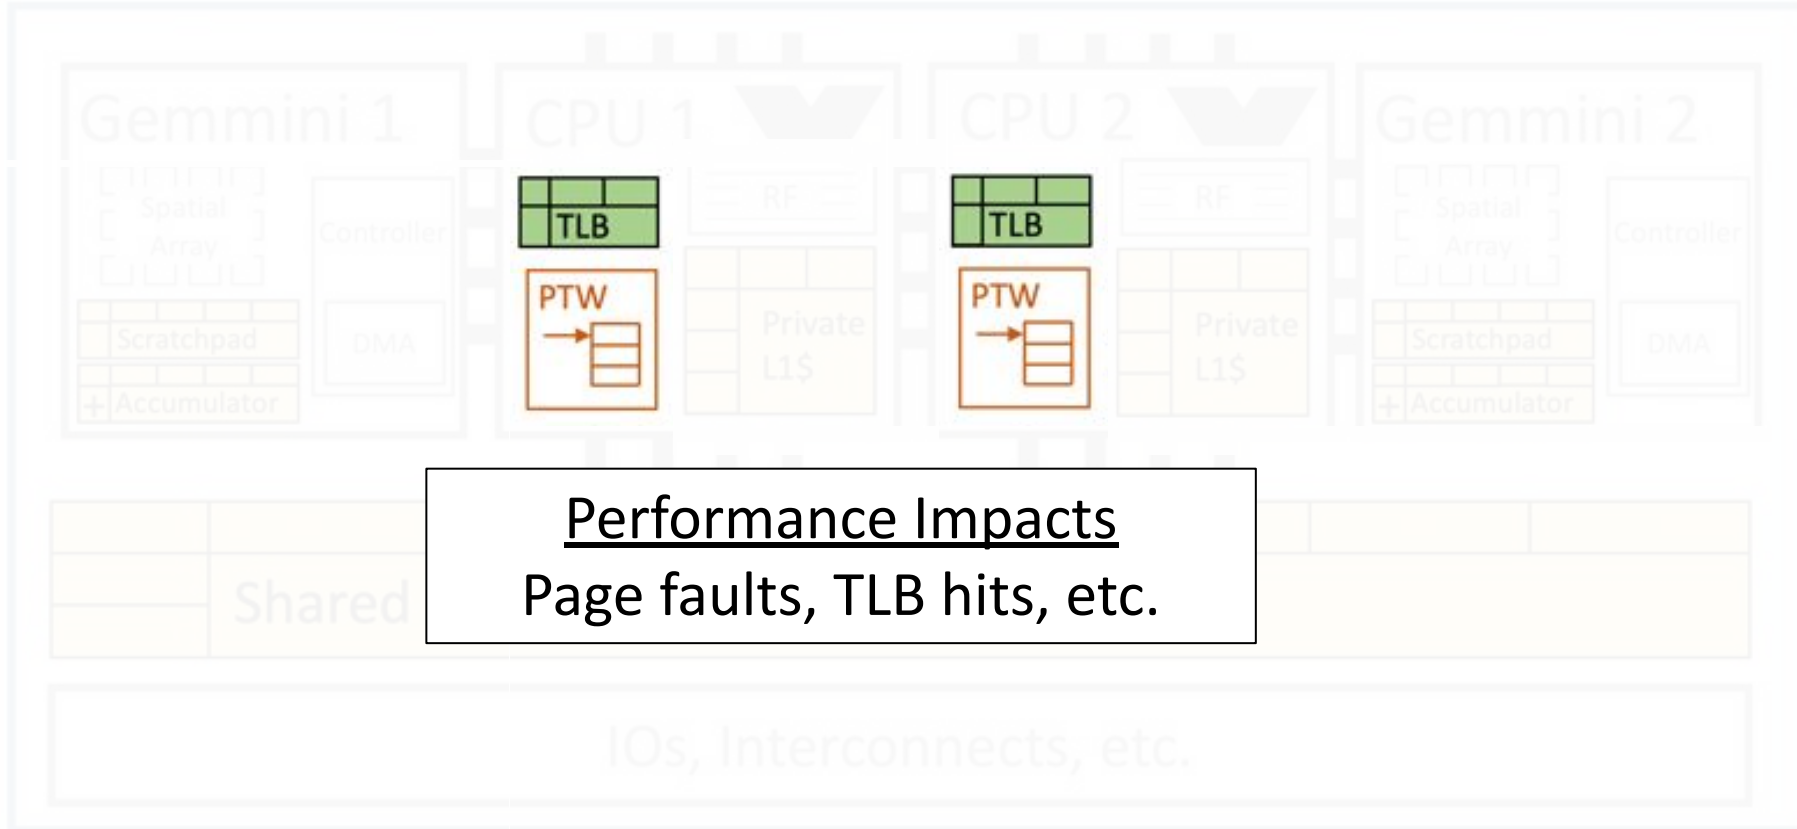 Gemmini 1
CPU 1
CPU 2
Gemmini 2
Spatial
Array
Controller
Scratchpad
DMA
+ Accumulator
TLB
PTW
RF
Private
L1$
TLB
PTW
RF
Private
L1$
Spatial
Array
Controller
Scratchpad
DMA
+ Accumulator
Performance Impacts
Page faults, TLB hits, etc.
Shared
IOs, Interconnects, etc.